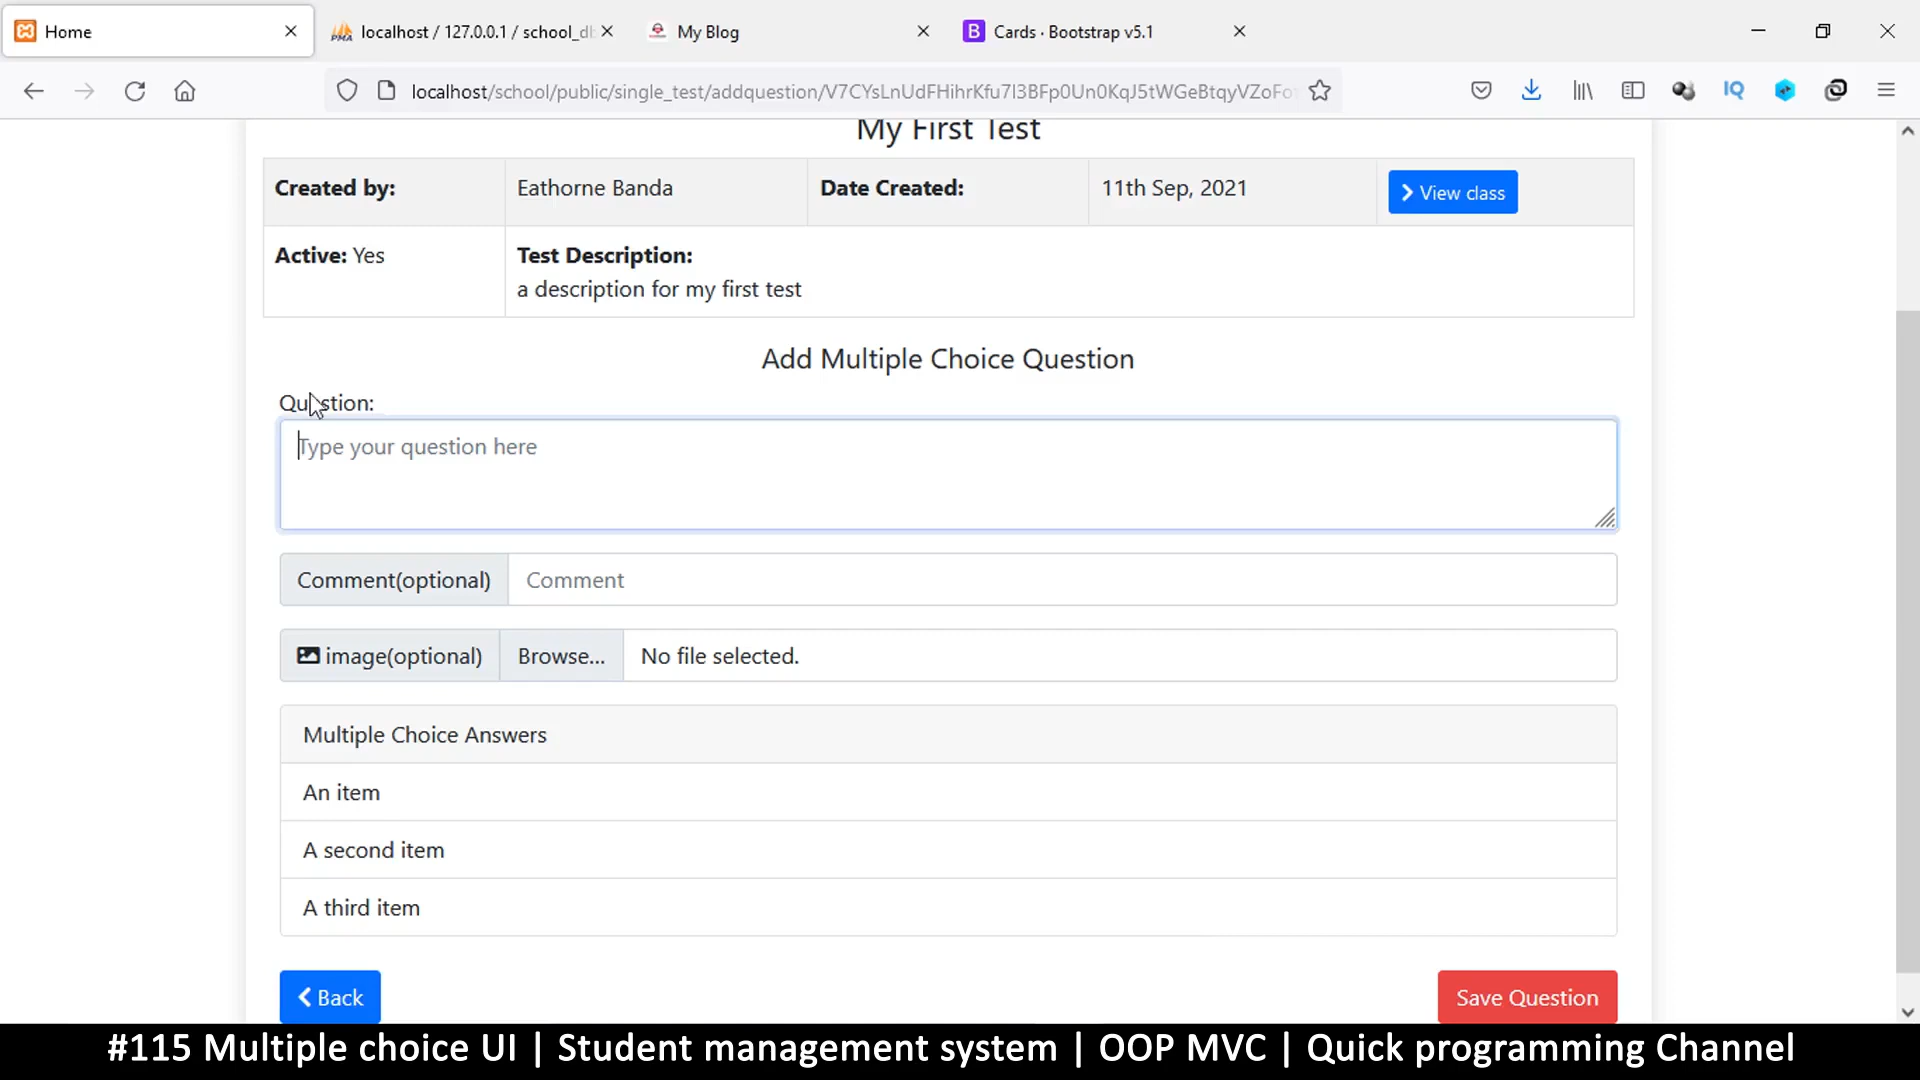 Home
localhost / 127.0.0.1 / school_db
My Blog
B Cards · Bootstrap v5.1
localhost/school/public/single_test/addquestion/V7CYsLnUdFHihrKfu7l3BFp0Un0KqJ5tWGeBtqyVZoFo
IQ
My First Test
Created by: Eathorne Banda Date Created: 11th Sep, 2021 View class
Active: Yes
Test Description:
a description for my first test
Add Multiple Choice Question
Question:
Type your question here
Comment(optional) Comment
image(optional) Browse... No file selected.
Multiple Choice Answers
An item
A second item
A third item
Back Save Question
#115 Multiple choice UI | Student management system | OOP MVC | Quick programming Channel